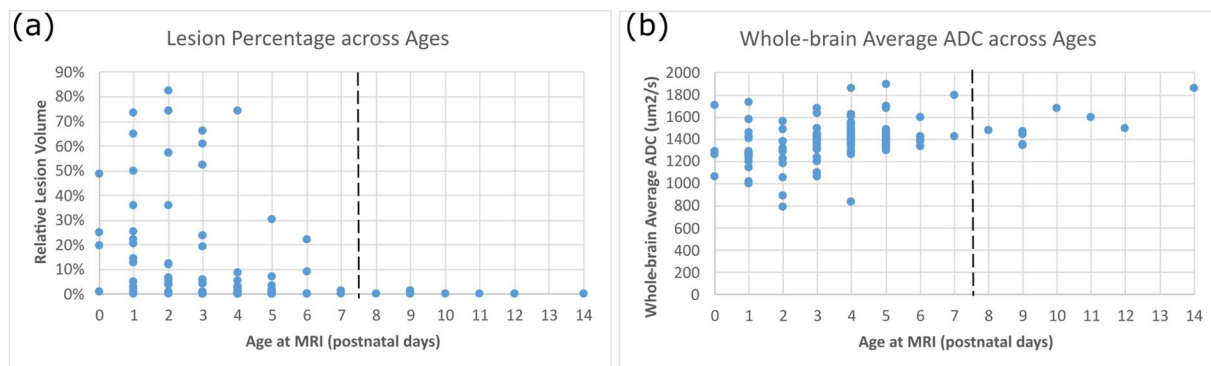 (a)
Lesion Percentage across Ages
Relative Lesion Volume
90%
80%
70%
60%
50%
40%
30%
20%
10%
0%
0 1 2 3 4 5 6 7 8 9 10 11 12 13 14
Age at MRI (postnatal days)
(b)
Whole-brain Average ADC across Ages
Whole-brain Average ADC (um2/s)
2000
1800
1600
1400
1200
1000
800
600
400
200
0
0 1 2 3 4 5 6 7 8 9 10 11 12 13 14
Age at MRI (postnatal days)